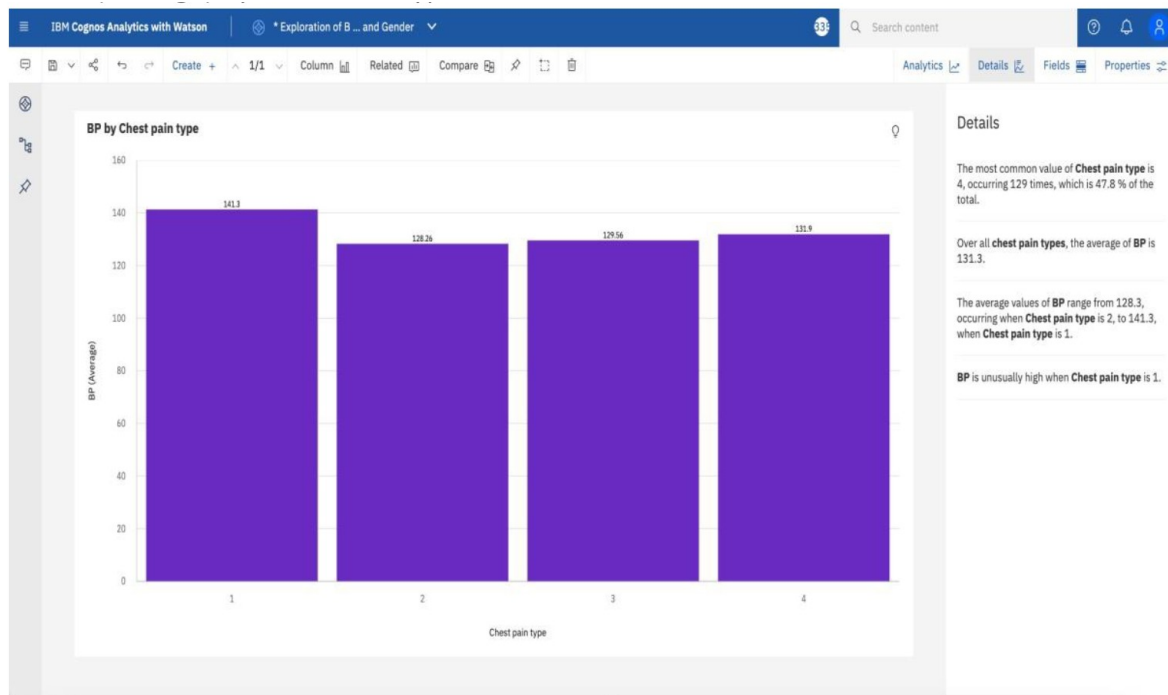 IBM Cognos Analytics with Watson
* Exploration of B ... and Gender
Search content
Create +
1/1
Column
Related
Compare
Analytics
Details
Fields
Properties
BP by Chest pain type
160
140
120
100
80
60
40
20
0
BP (Average)
141.3
128.26
129.56
131.9
1
2
3
4
Chest pain type
Details
The most common value of Chest pain type is
4, occurring 129 times, which is 47.8 % of the
total.
Over all chest pain types, the average of BP is
131.3.
The average values of BP range from 128.3,
occurring when Chest pain type is 2, to 141.3,
when Chest pain type is 1.
BP is unusually high when Chest pain type is 1.